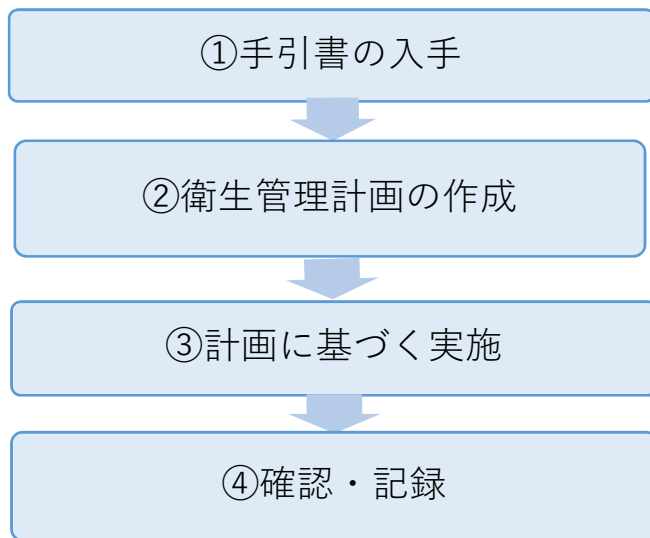 ①手引書の入手
②衛生管理計画の作成
③計画に基づく実施
④確認・記録